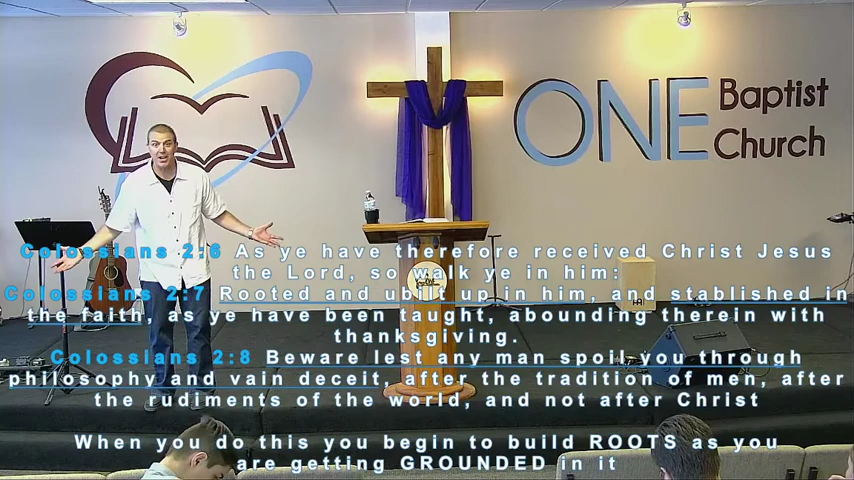 ONE Baptist
Church
Colossians 2:6 As ye have therefore received Christ Jesus
the Lord, so walk ye in him:
Colossians 2:7 Rooted and ubilt up in him, and stablished in
the faith, as ye have been taught, abounding therein with
thanksgiving.
Colossians 2:8 Beware lest any man spoil you through
philosophy and vain deceit, after the tradition of men, after
the rudiments of the world, and not after Christ
When you do this you begin to build ROOTS as you
are getting GROUNDED in it